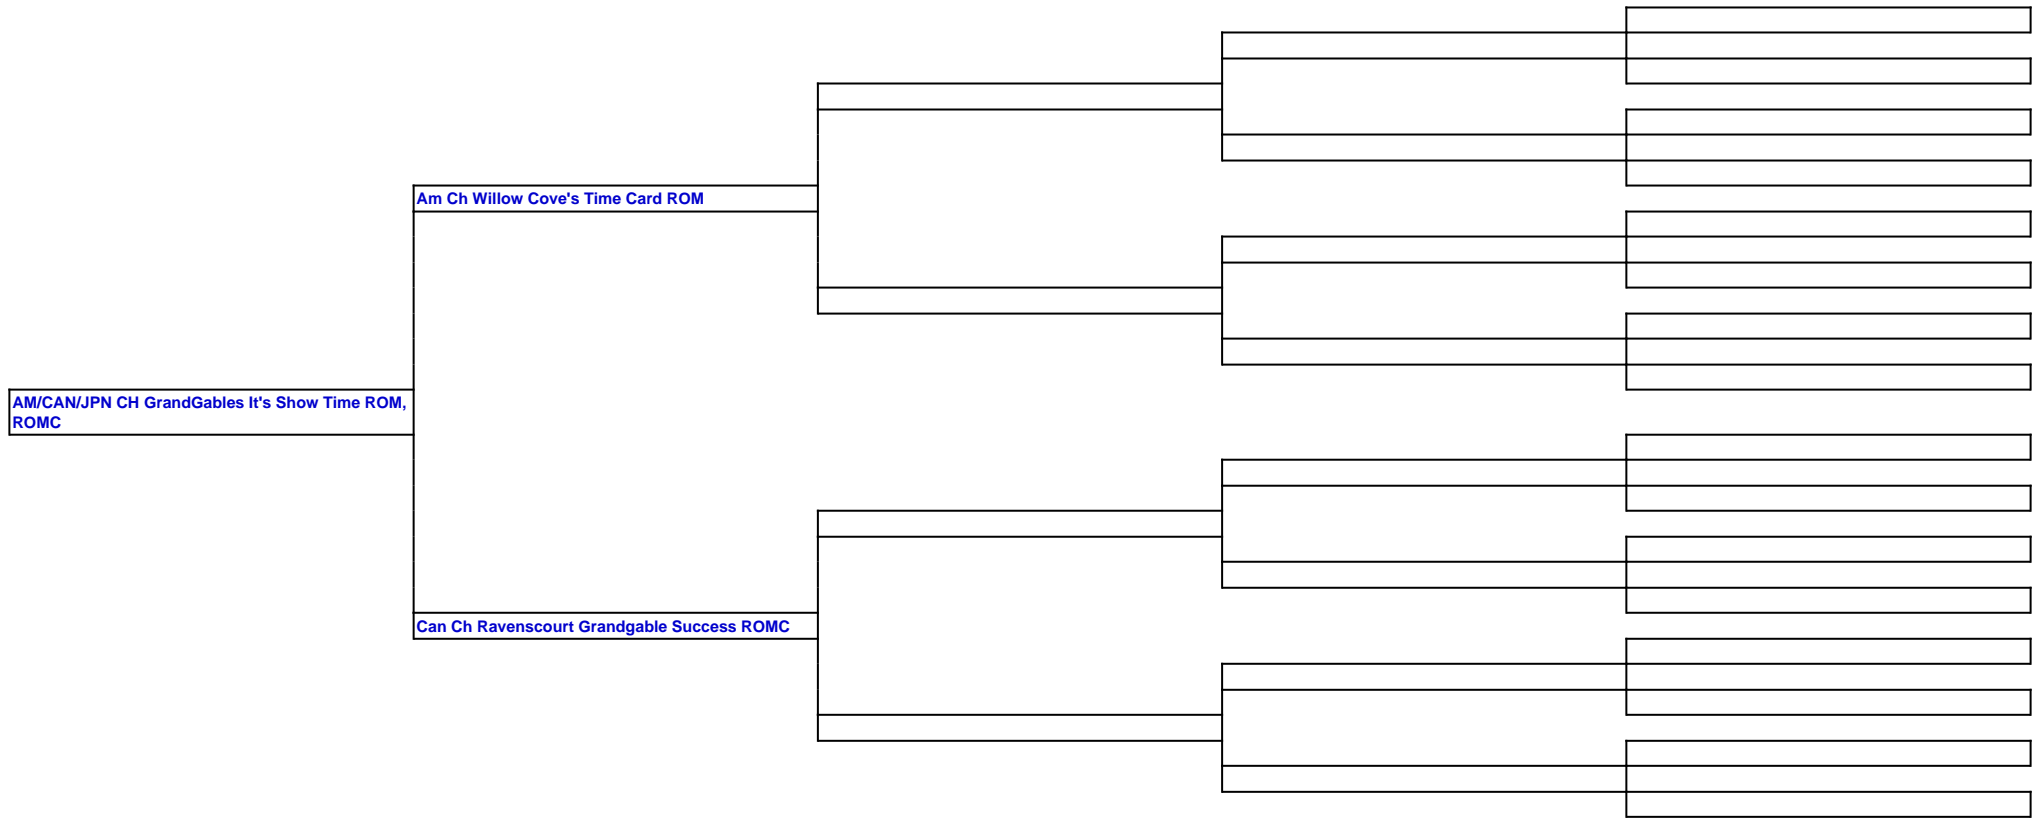 Am Ch Willow Cove's Time Card ROM
AM/CAN/JPN CH GrandGables It's Show Time ROM,
ROMC
Can Ch Ravenscourt Grandgable Success ROMC